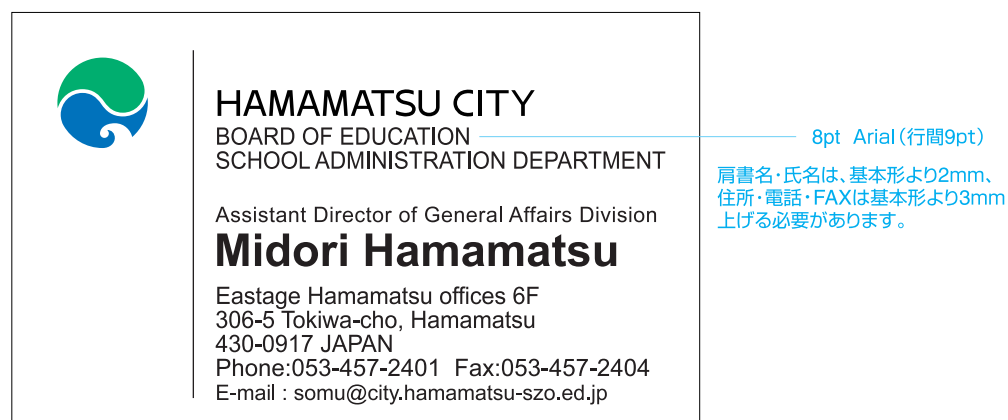 HAMAMATSU CITY
BOARD OF EDUCATION
SCHOOL ADMINISTRATION DEPARTMENT
Assistant Director of General Affairs Division
Midori Hamamatsu
Eastage Hamamatsu offices 6F
306-5 Tokiwa-cho, Hamamatsu
430-0917 JAPAN
Phone:053-457-2401 Fax:053-457-2404
E-mail : somu@city.hamamatsu-szo.ed.jp
8pt Arial（行間9pt）
肩書名・氏名は、基本形より2mm、
住所・電話・FAXは基本形より3mm
上げる必要があります。